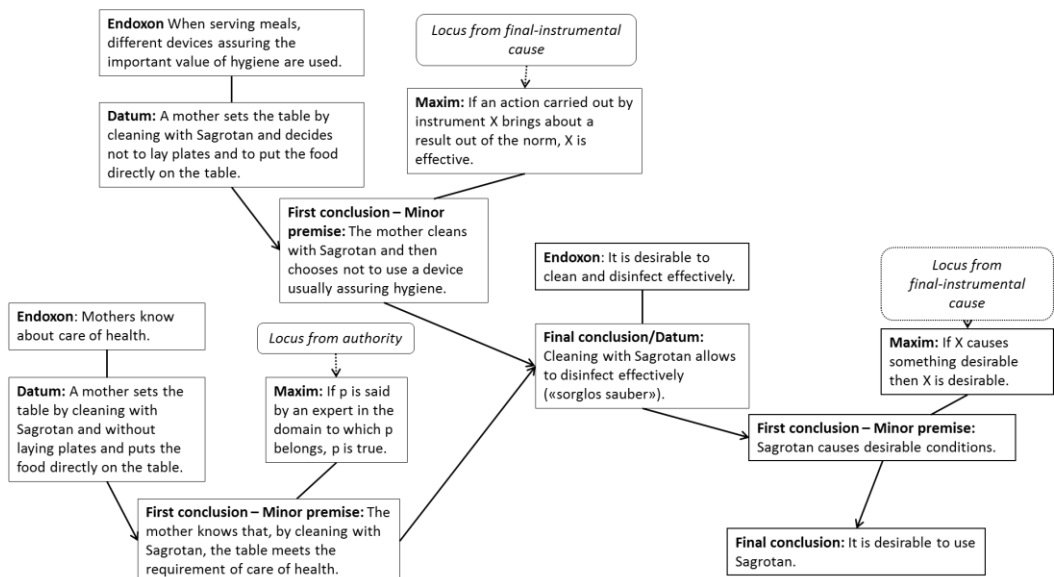 Endoxon When serving meals,
different devices assuring the
important value of hygiene are used.
Locus from final-instrumental
cause
Datum: A mother sets the table by
cleaning with Sagrotan and decides
not to lay plates and to put the food
directly on the table.
Maxim: If an action carried out by
instrument X brings about a
result out of the norm, X is
effective.
First conclusion – Minor
premise: The mother cleans
with Sagrotan and then
chooses not to use a device
usually assuring hygiene.
Endoxon: Mothers know
about care of health.
Locus from authority
Datum: A mother sets the
table by cleaning with
Sagrotan and without
laying plates and puts the
food directly on the table.
Maxim: If p is said
by an expert in the
domain to which p
belongs, p is true.
First conclusion – Minor premise: The
mother knows that, by cleaning with
Sagrotan, the table meets the
requirement of care of health.
Endoxon: It is desirable to
clean and disinfect effectively.
Final conclusion/Datum:
Cleaning with Sagrotan allows
to disinfect effectively
(«sorglos sauber»).
Locus from
final-instrumental
cause
Maxim: If X causes
something desirable
then X is desirable.
First conclusion – Minor premise:
Sagrotan causes desirable conditions.
Final conclusion: It is desirable to use
Sagrotan.